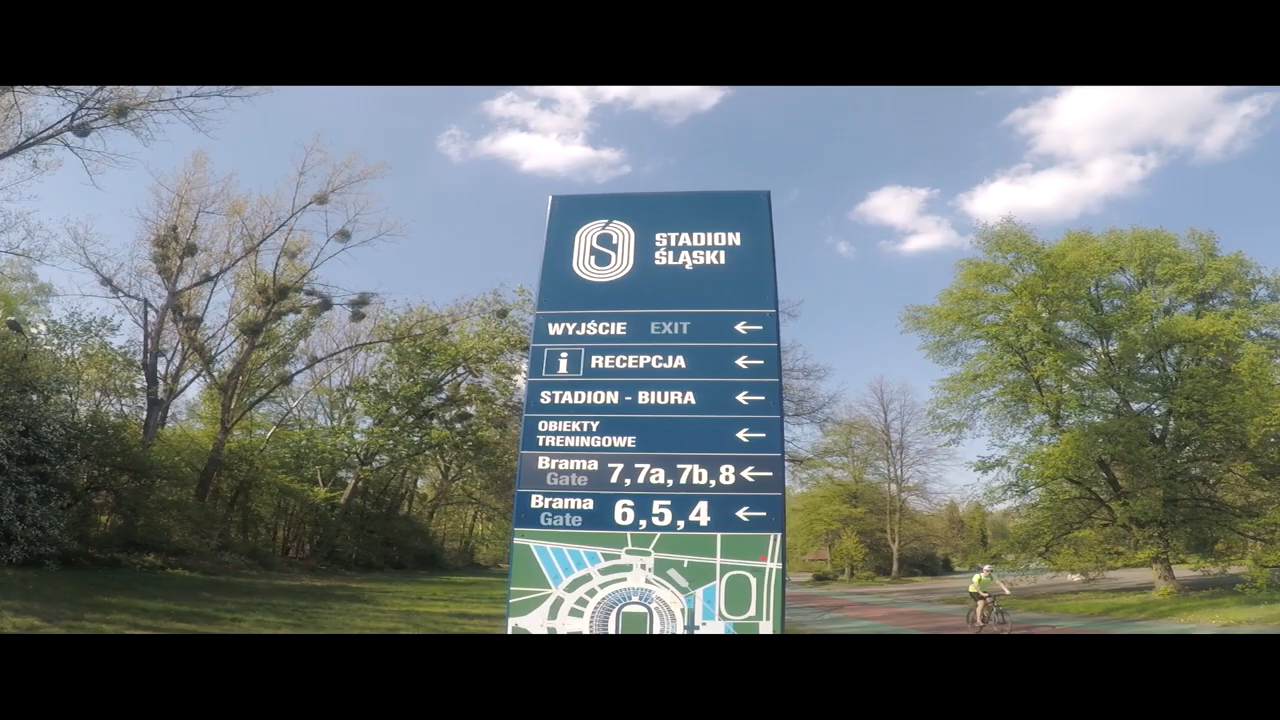 STADION
ŚLĄSKI
WYJŚCIE EXIT ←
i RECEPCJA ←
STADION - BIURA ←
OBIEKTY
TRENINGOWE ←
Brama
Gate 7,7a,7b,8 ←
Brama
Gate 6,5,4 ←